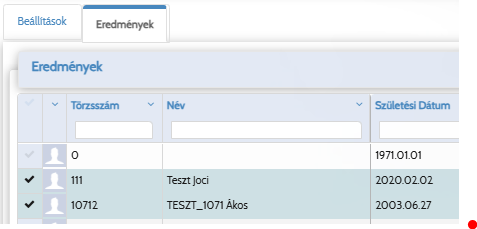 Beállítások Eredmények
Eredmények
Törzsszám Név Születési Dátum
0 1971.01.01
111 Teszt Joci 2020.02.02
10712 TESZT_1071 Ákos 2003.06.27